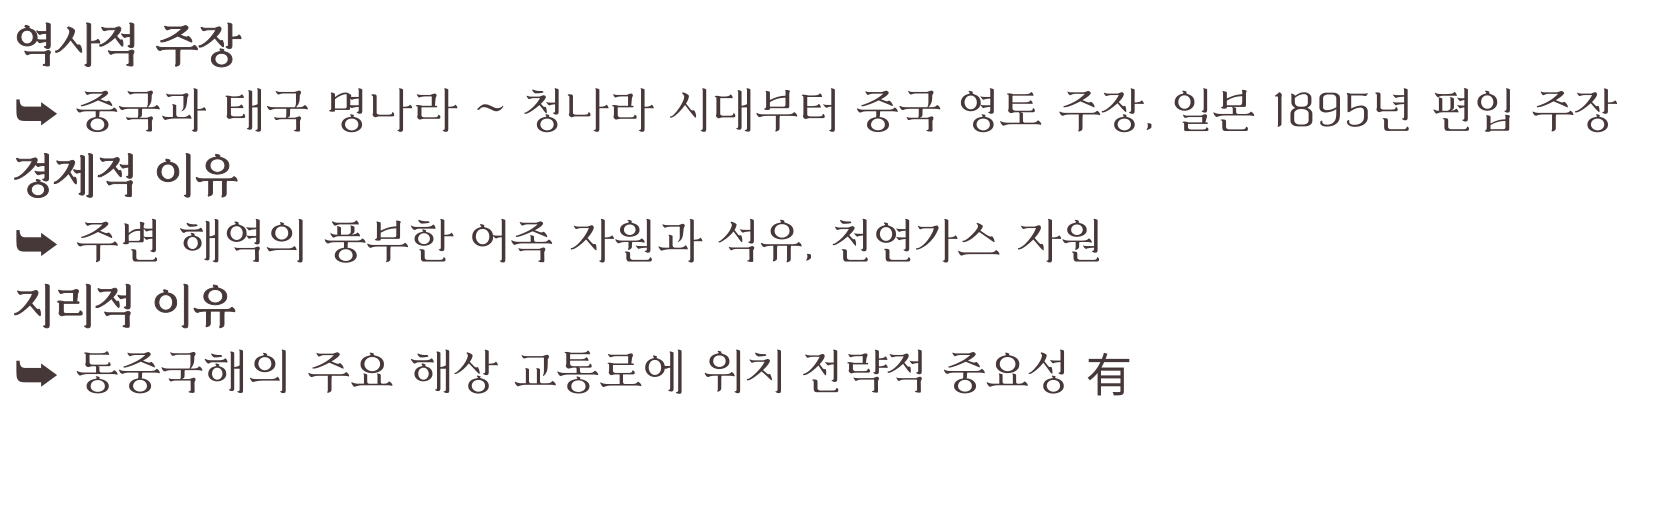 역사적 주장
➥ 중국과 태국 명나라 ~ 청나라 시대부터 중국 영토 주장, 일본 1895년 편입 주장
경제적 이유
➥ 주변 해역의 풍부한 어족 자원과 석유, 천연가스 자원
지리적 이유
➥ 동중국해의 주요 해상 교통로에 위치 전략적 중요성 有